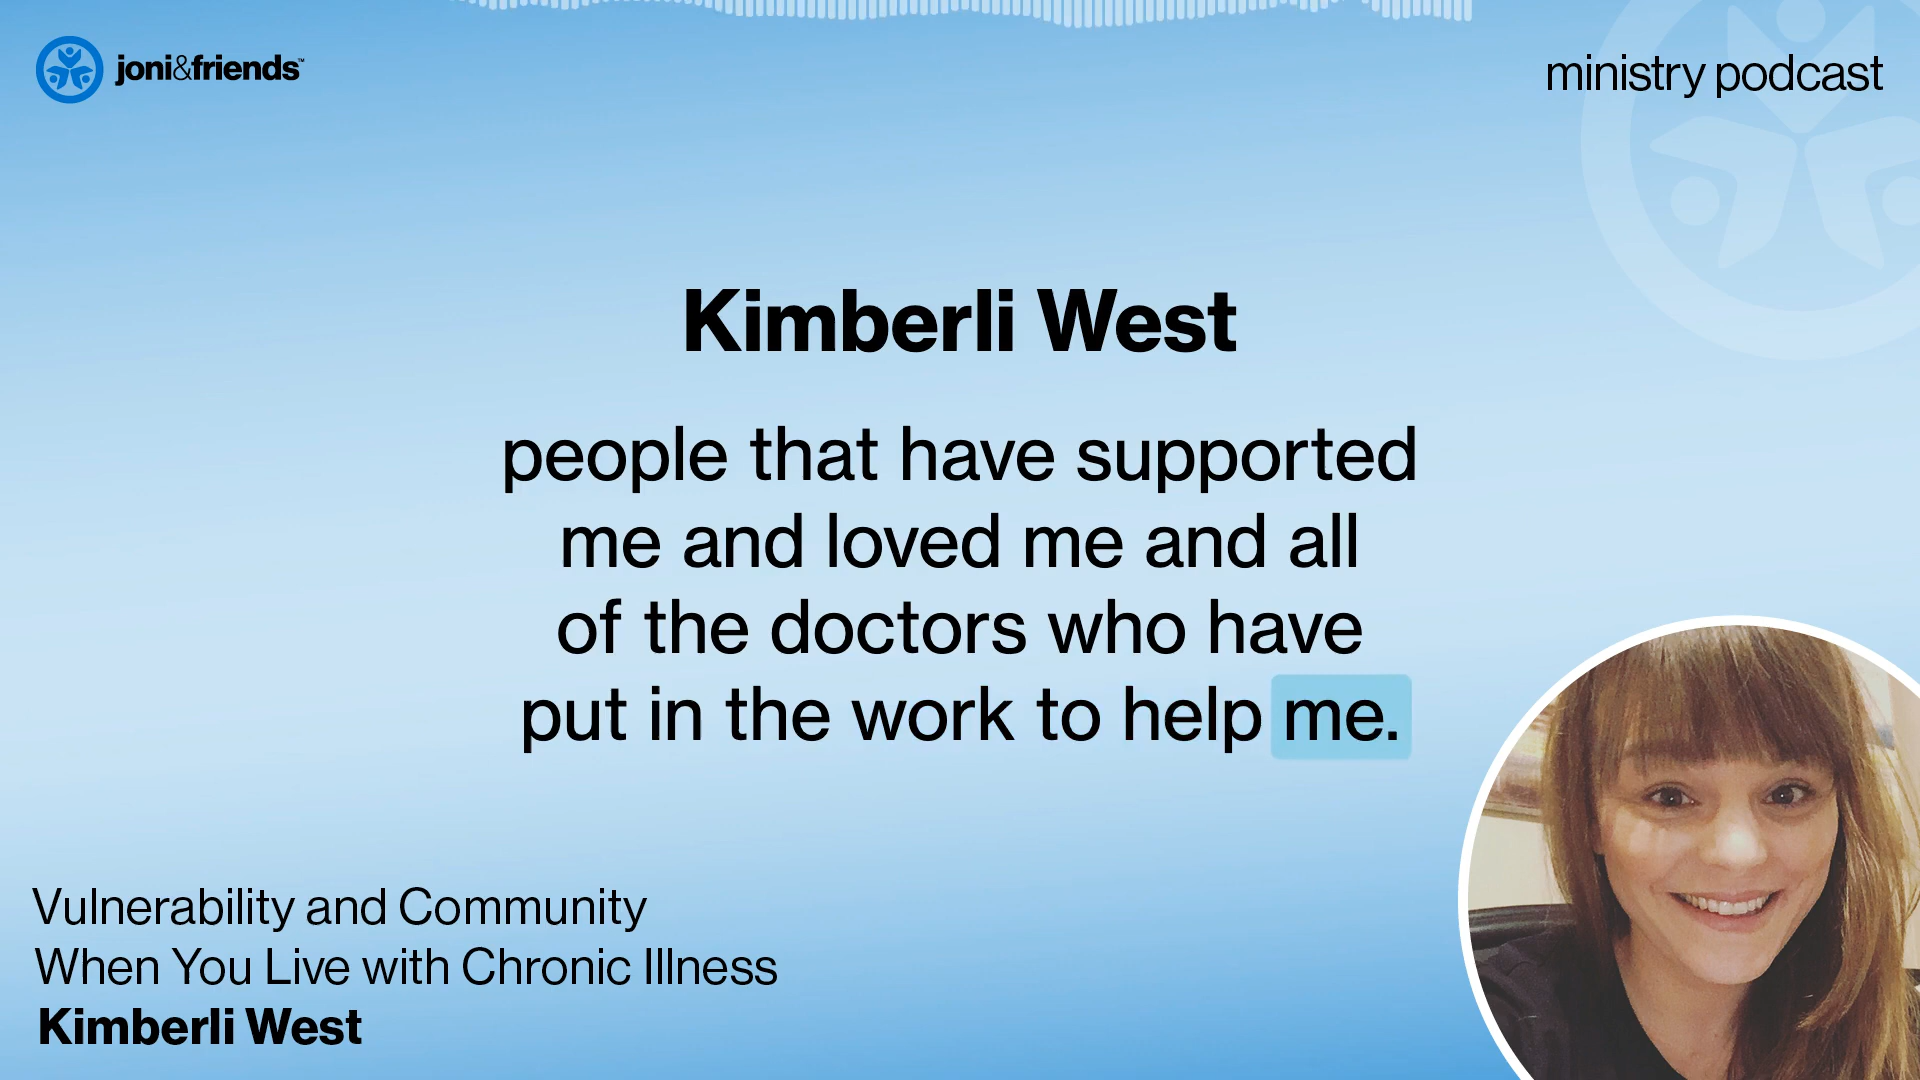 joni&friends™
ministry podcast
Kimberli West
people that have supported
me and loved me and all
of the doctors who have
put in the work to help me.
Vulnerability and Community
When You Live with Chronic Illness
Kimberli West